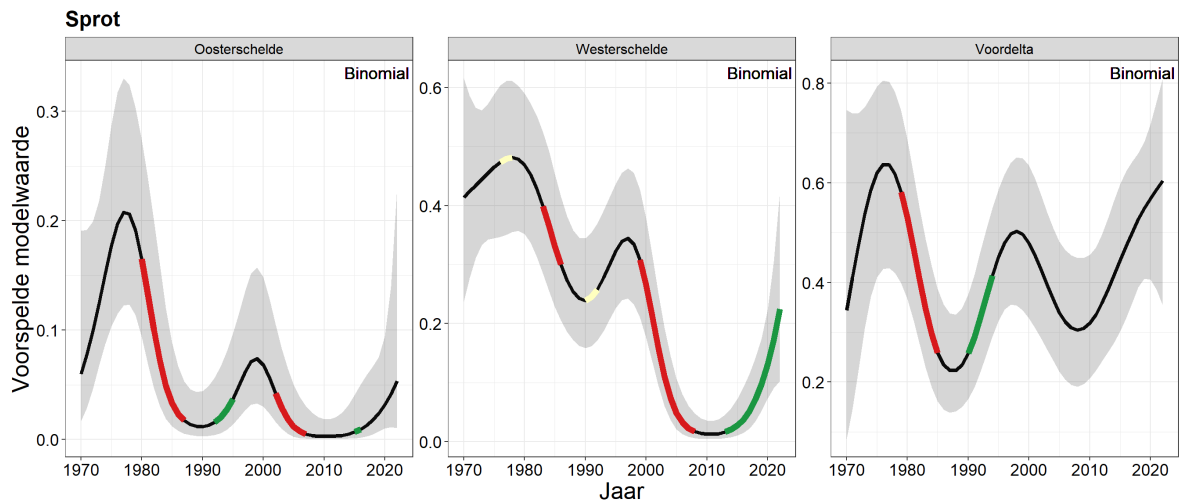 Sprot
Oosterschelde
Westerschelde
Voordelta
Binomial
Binomial
Binomial
Voorspelde modelwaarde
0.3
0.2
0.1
0.0
0.6
0.4
0.2
0.0
0.8
0.6
0.4
0.2
1970 1980 1990 2000 2010 2020
1970 1980 1990 2000 2010 2020
1970 1980 1990 2000 2010 2020
Jaar